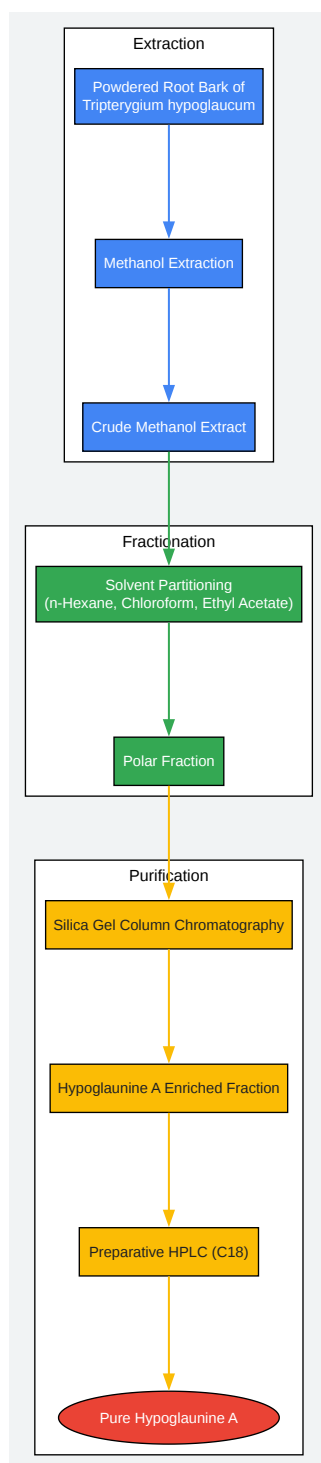 Extraction
Powdered Root Bark of
Tripterygium hypoglaucum
Methanol Extraction
Crude Methanol Extract
Fractionation
Solvent Partitioning
(n-Hexane, Chloroform, Ethyl Acetate)
Polar Fraction
Purification
Silica Gel Column Chromatography
Hypoglaunine A Enriched Fraction
Preparative HPLC (C18)
Pure Hypoglaunine A